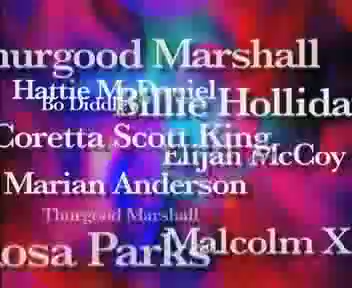 hurgood Marshall
Hattie McDaniel
Bo Diddley
Billie Hollida
Coretta Scott King
Elijah McCoy
Marian Anderson
Thurgood Marshall
osa Parks
Malcolm X